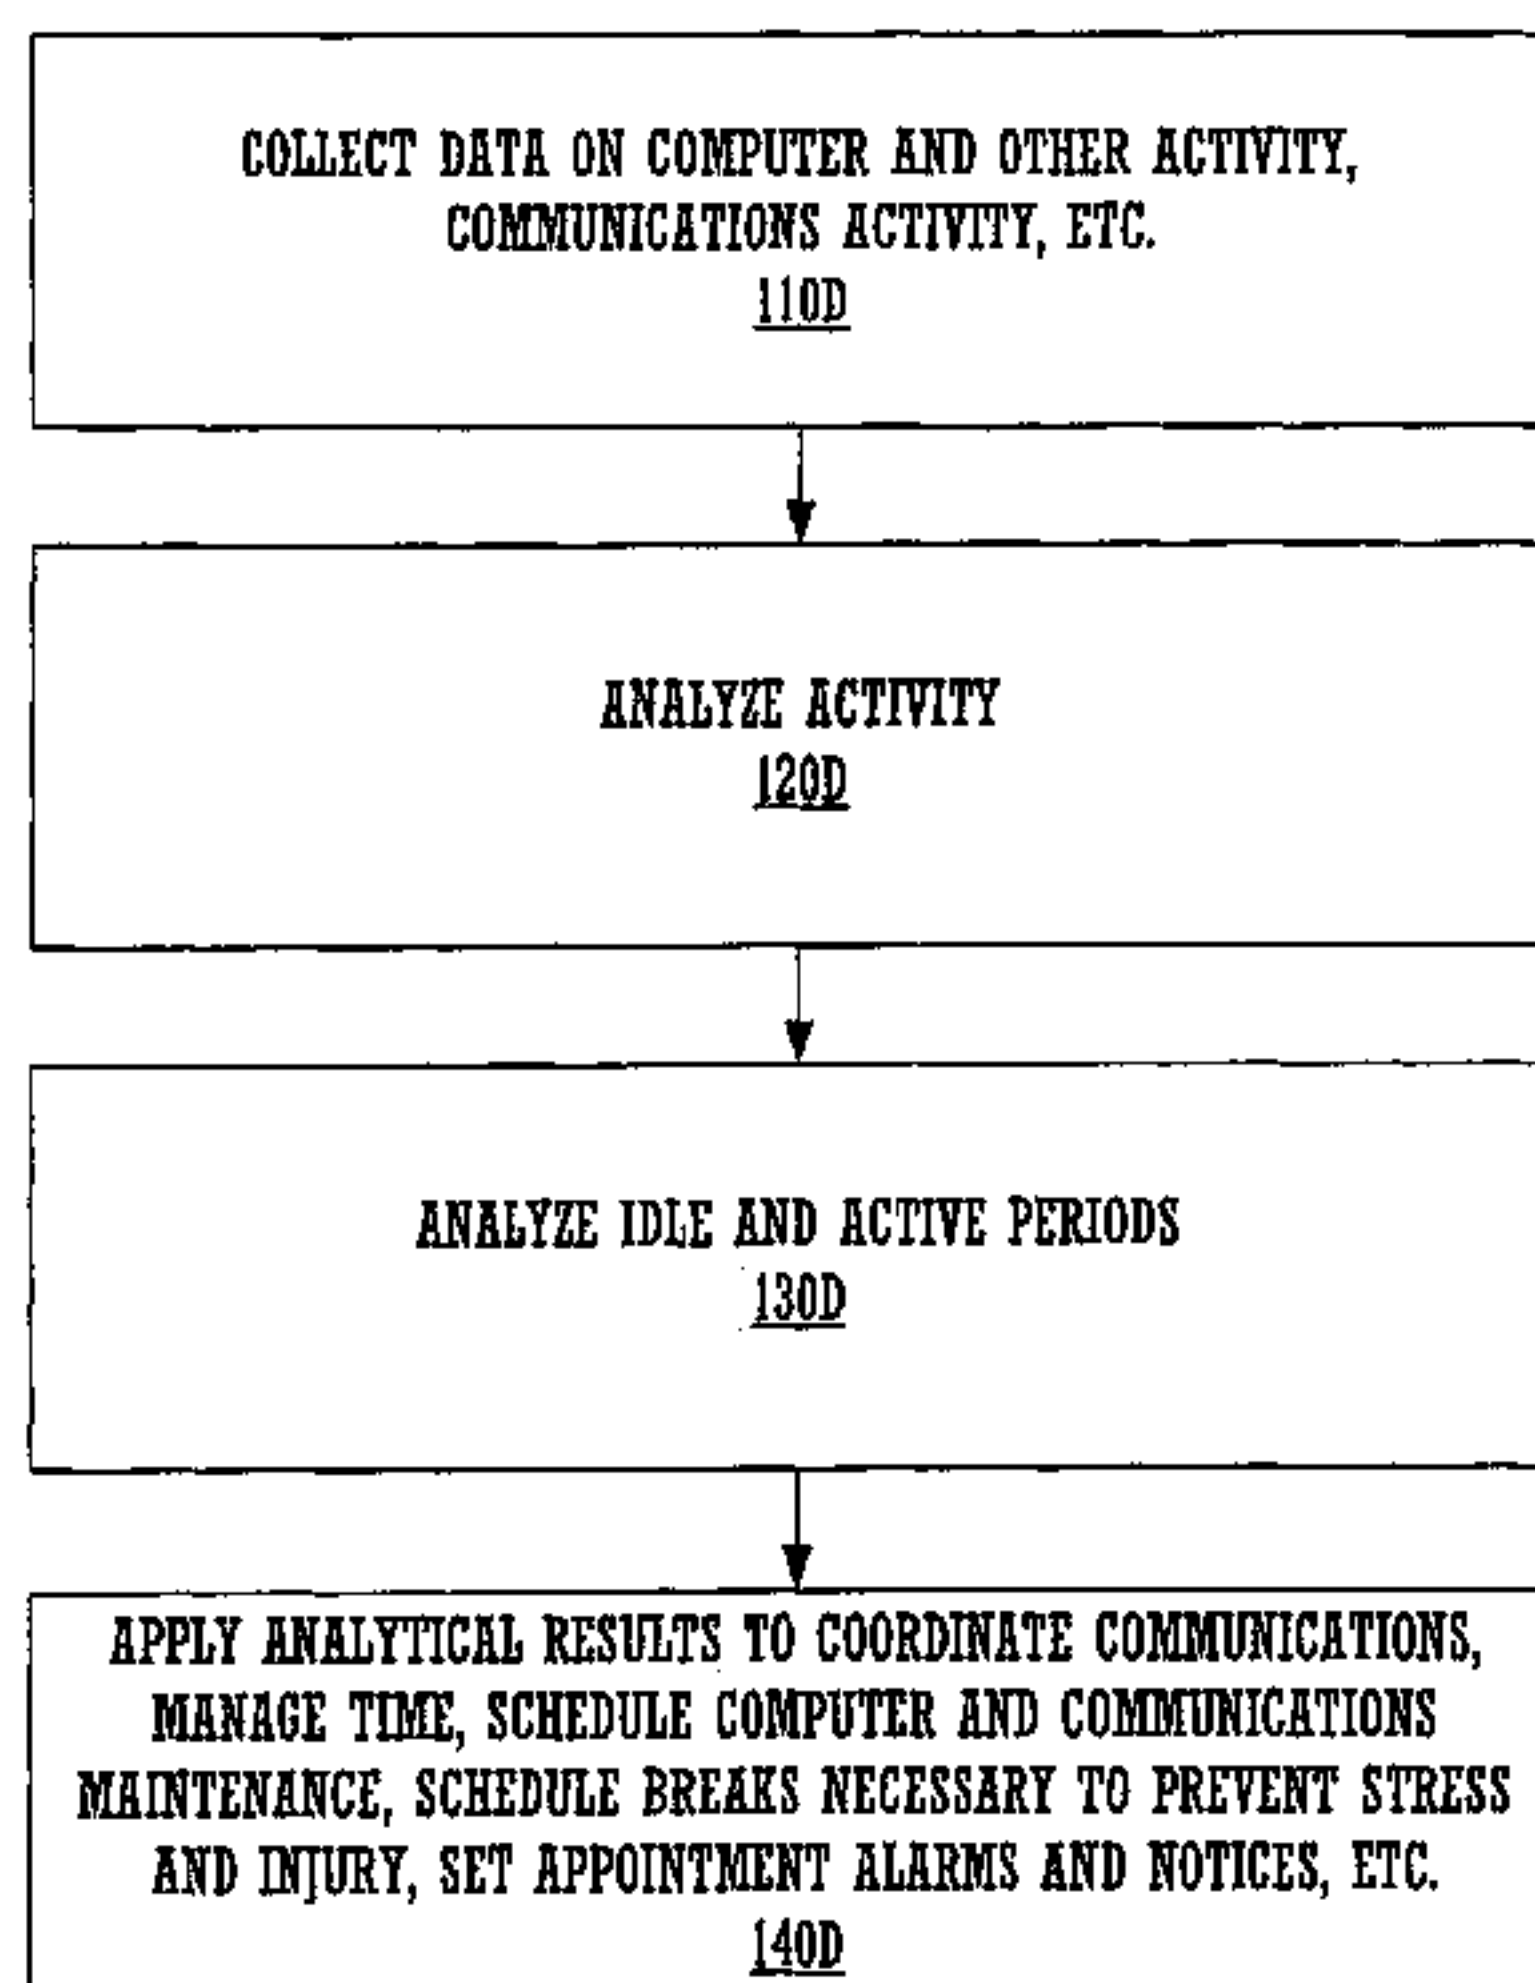 COLLECT DATA ON COMPUTER AND OTHER ACTIVITY,
COMMUNICATIONS ACTIVITY, ETC.
110D
ANALYZE ACTIVITY
120D
ANALYZE IDLE AND ACTIVE PERIODS
130D
APPLY ANALYTICAL RESULTS TO COORDINATE COMMUNICATIONS,
MANAGE TIME, SCHEDULE COMPUTER AND COMMUNICATIONS
MAINTENANCE, SCHEDULE BREAKS NECESSARY TO PREVENT STRESS
AND INJURY, SET APPOINTMENT ALARMS AND NOTICES, ETC.
140D